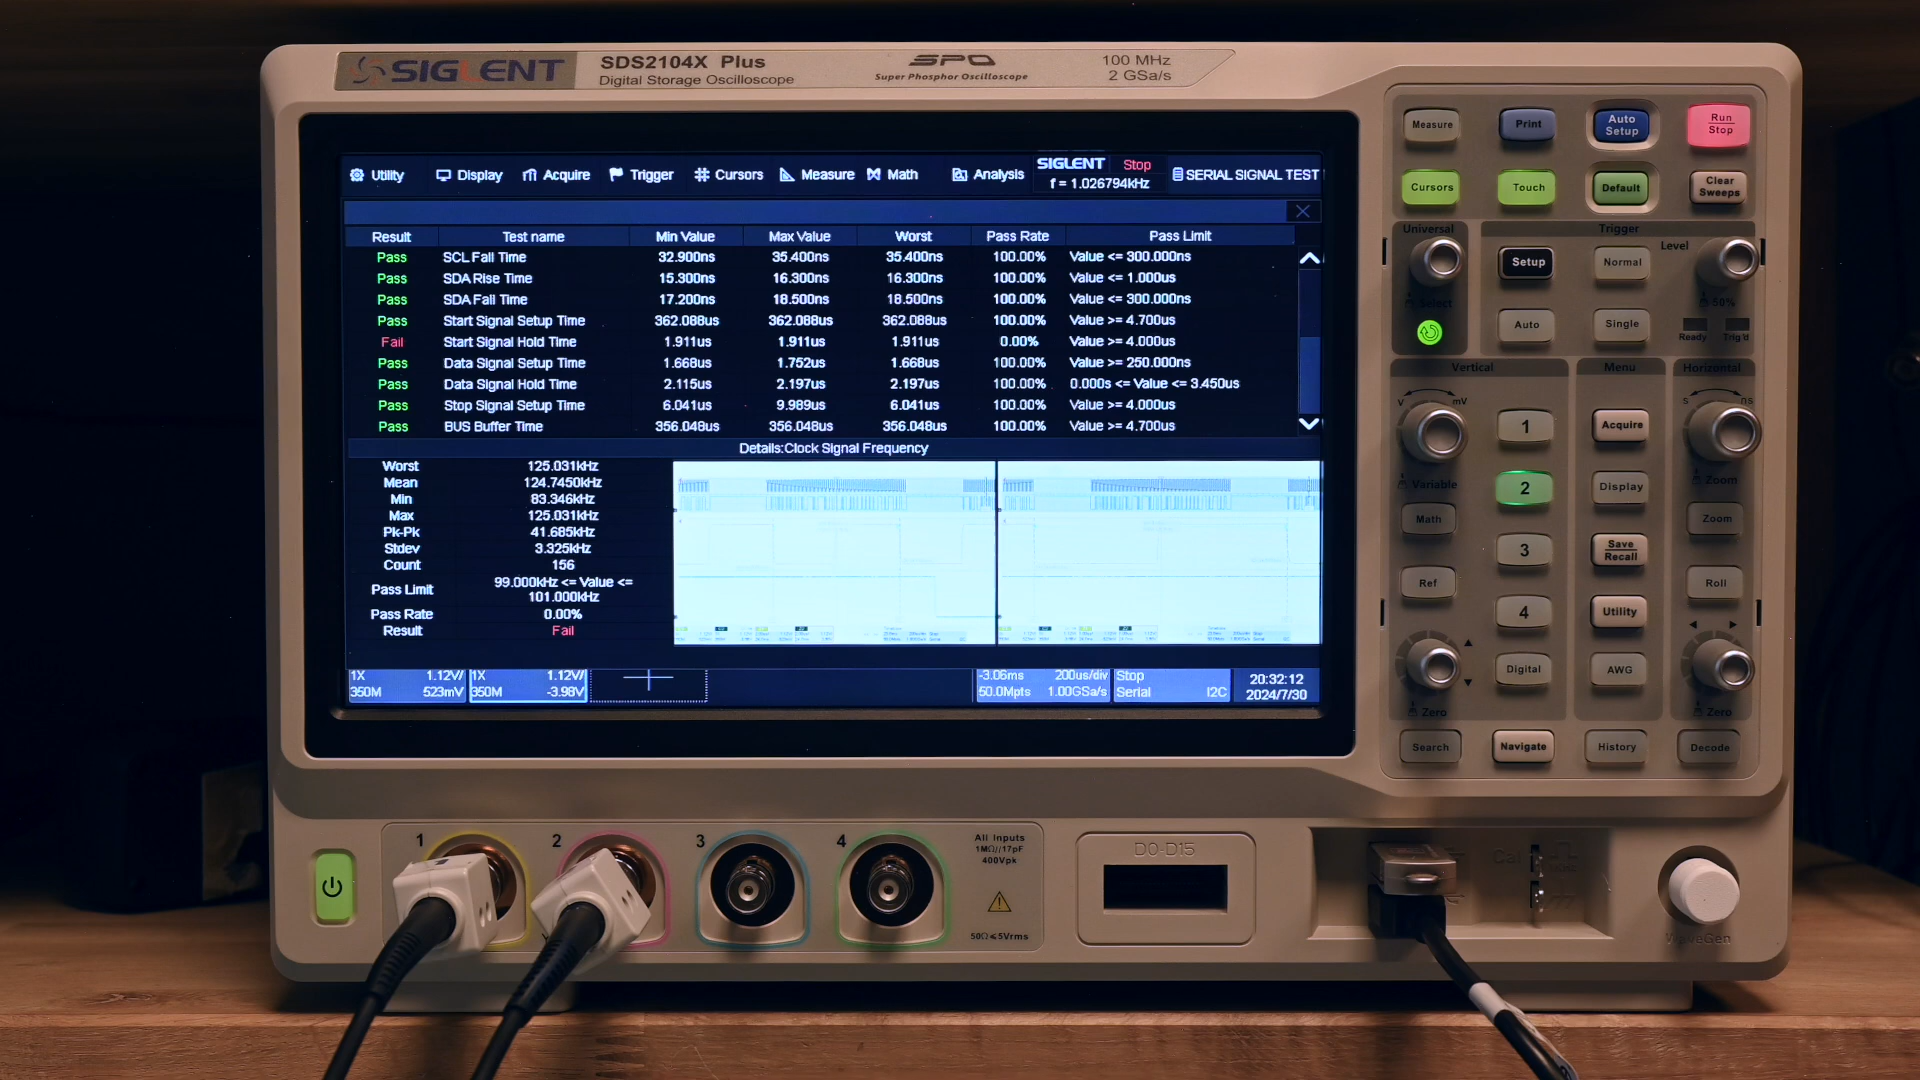 SIGLENT
SDS2104X Plus
Digital Storage Oscilloscope
SPO
Super Phosphor Oscilloscope
100 MHz
2 GSa/s
Utility Display Acquire Trigger Cursors Measure Math Analysis
SIGLENT Stop
f = 1.026794kHz
SERIAL SIGNAL TEST
Result Test name Min Value Max Value Worst Pass Rate Pass Limit
Pass SCL Fall Time 32.900ns 35.400ns 35.400ns 100.00% Value <= 300.000ns
Pass SDA Rise Time 15.300ns 16.300ns 16.300ns 100.00% Value <= 1.000us
Pass SDA Fall Time 17.200ns 18.500ns 18.500ns 100.00% Value <= 300.000ns
Pass Start Signal Setup Time 362.088us 362.088us 362.088us 100.00% Value >= 4.700us
Fail Start Signal Hold Time 1.911us 1.911us 1.911us 0.00% Value >= 4.000us
Pass Data Signal Setup Time 1.668us 1.752us 1.668us 100.00% Value >= 250.000ns
Pass Data Signal Hold Time 2.115us 2.197us 2.197us 100.00% 0.000s <= Value <= 3.450us
Pass Stop Signal Setup Time 6.041us 9.989us 6.041us 100.00% Value >= 4.000us
Pass BUS Buffer Time 356.048us 356.048us 356.048us 100.00% Value >= 4.700us
Details:Clock Signal Frequency
Worst 125.031kHz
Mean 124.7450kHz
Min 83.346kHz
Max 125.031kHz
Pk-Pk 41.685kHz
Stdev 3.325kHz
Count 156
Pass Limit 99.000kHz <= Value <=
101.000kHz
Pass Rate 0.00%
Result Fail
1X 1.12V/
350M 523mV
1X 1.12V/
350M -3.98V
-3.06ms 200us/div
50.0Mpts 1.00GSa/s
Stop
Serial I2C
20:32:12
2024/7/30
Measure
Print
Auto
Setup
Run
Stop
Cursors
Touch
Default
Clear
Sweeps
Universal
Select
Trigger
Setup
Normal
Level
50%
Auto
Single
Ready
Trig'd
Vertical
V mV
Variable
Math
Ref
Zero
1
2
3
4
Digital
Menu
Acquire
Display
Save
Recall
Utility
AWG
Horizontal
s ns
Zoom
Zoom
Roll
Zero
Search
Navigate
History
Decode
1
2
3
4
All Inputs
1MΩ//17pF
400Vpk
50Ω≤5Vrms
D0-D15
Cal
WaveGen